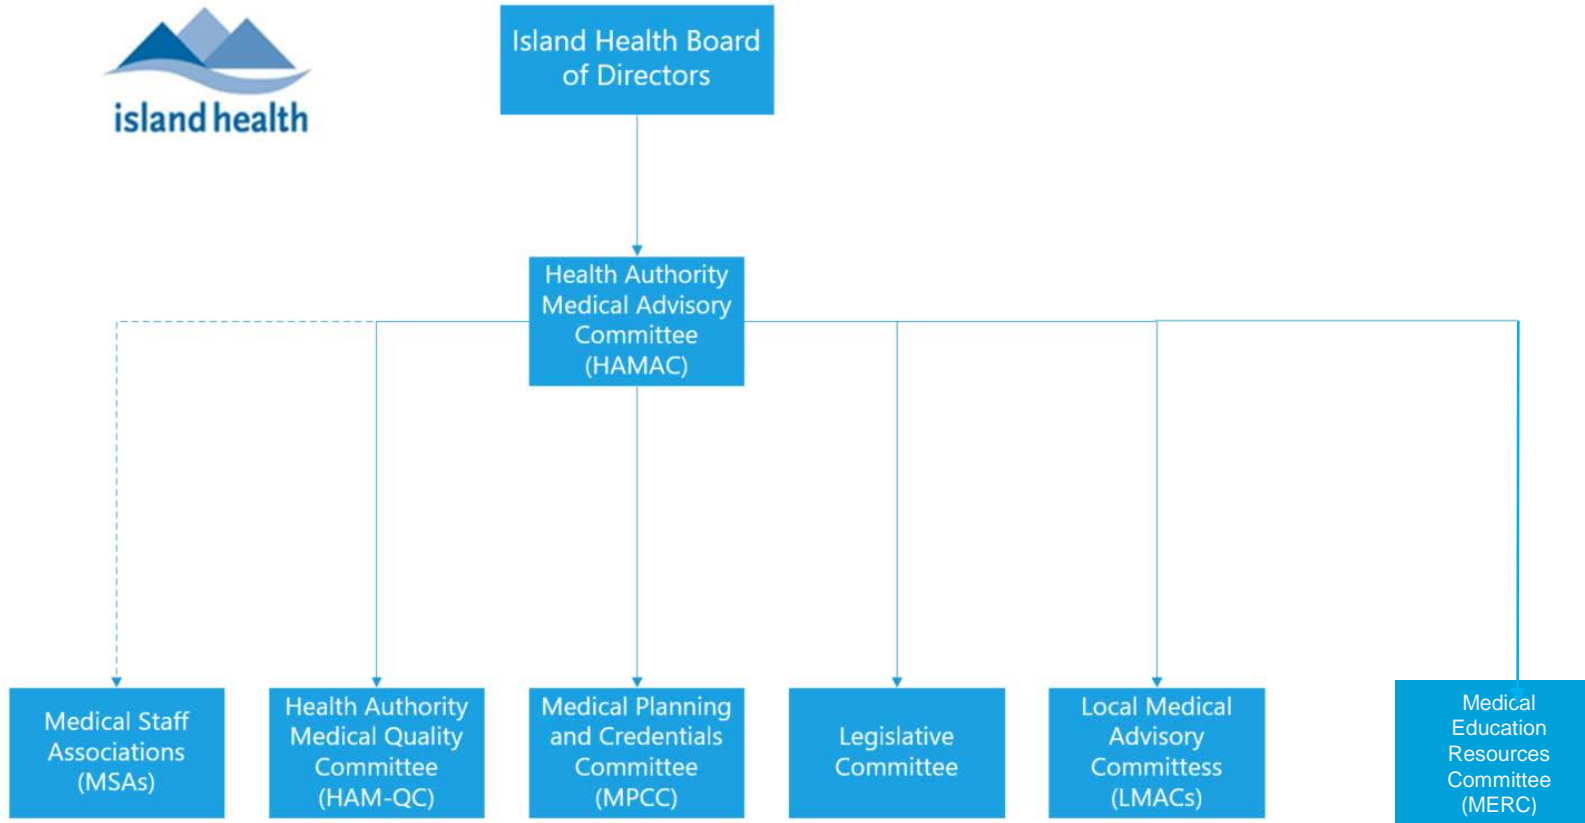 island health
Island Health Board
of Directors
Health Authority
Medical Advisory
Committee
(HAMAC)
Medical Staff
Associations
(MSAs)
Health Authority
Medical Quality
Committee
(HAM-QC)
Medical Planning
and Credentials
Committee
(MPCC)
Legislative
Committee
Local Medical
Advisory
Committess
(LMACs)
Medical
Education
Resources
Committee
(MERC)